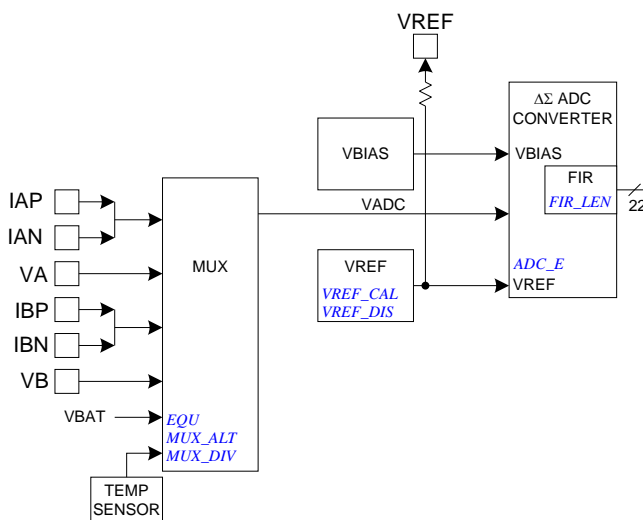 VREF
ΔΣ ADC
CONVERTER
VBIAS
VBIAS
FIR
FIR_LEN
22
IAP
IAN
VA
IBP
IBN
VB
VBAT
MUX
VADC
VREF
VREF_CAL
VREF_DIS
ADC_E
VREF
EQU
MUX_ALT
MUX_DIV
TEMP
SENSOR